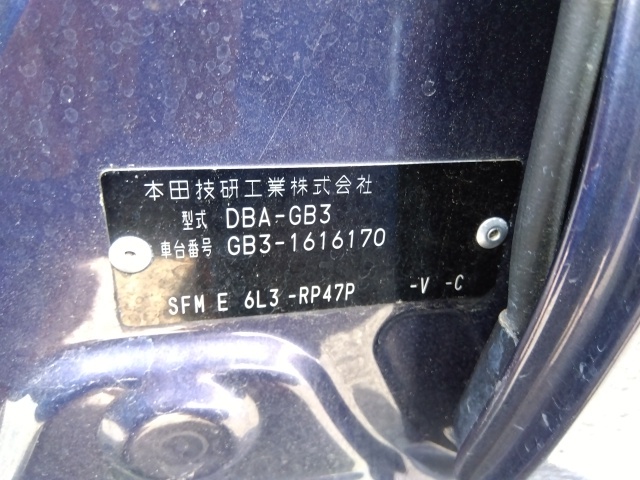 本田技研工業株式会社
型式 DBA-GB3
車台番号 GB3-1616170
SFM E 6L3 -RP47P -V -C